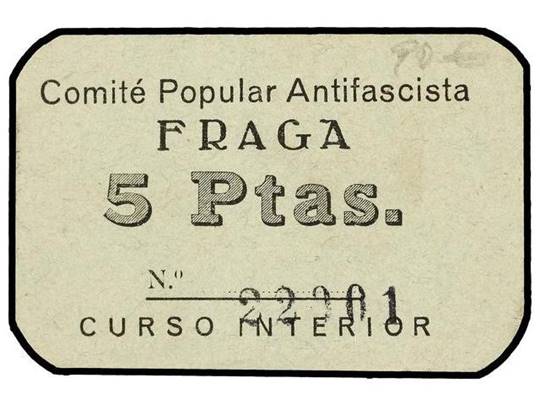 Comité Popular Antifascista
FRAGA
5 Ptas.
N.º 22901
CURSO INTERIOR